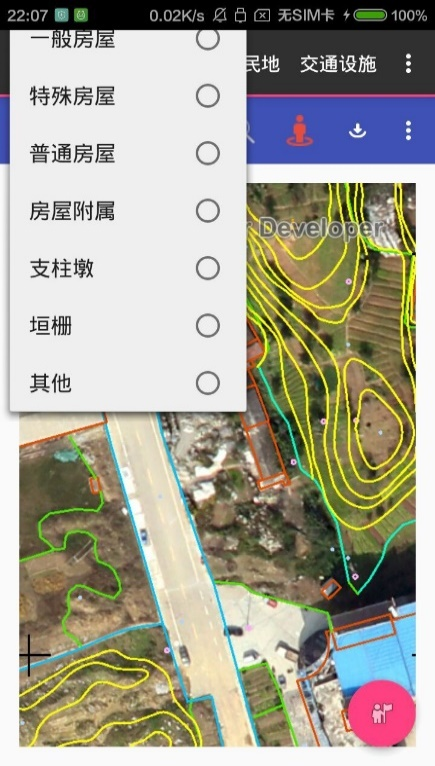 22:07 0.02K/s 无SIM卡 100%
一般房屋
民地 交通设施
特殊房屋
普通房屋
房屋附属
r Developer
支柱墩
垣栅
其他